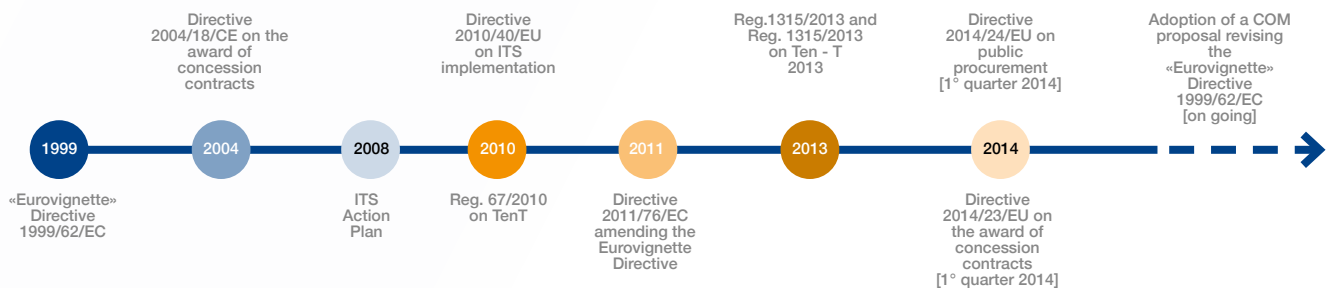 Directive
2004/18/CE on the
award of
concession
contracts
Directive
2010/40/EU
on ITS
implementation
Reg.1315/2013 and
Reg. 1315/2013
on Ten - T
2013
Directive
2014/24/EU on
public
procurement
[1° quarter 2014]
Adoption of a COM
proposal revising
the
«Eurovignette»
Directive
1999/62/EC
[on going]
1999
2004
2008
2010
2011
2013
2014
«Eurovignette»
Directive
1999/62/EC
ITS
Action
Plan
Reg. 67/2010
on TenT
Directive
2011/76/EC
amending the
Eurovignette
Directive
Directive
2014/23/EU on
the award of
concession
contracts
[1° quarter 2014]